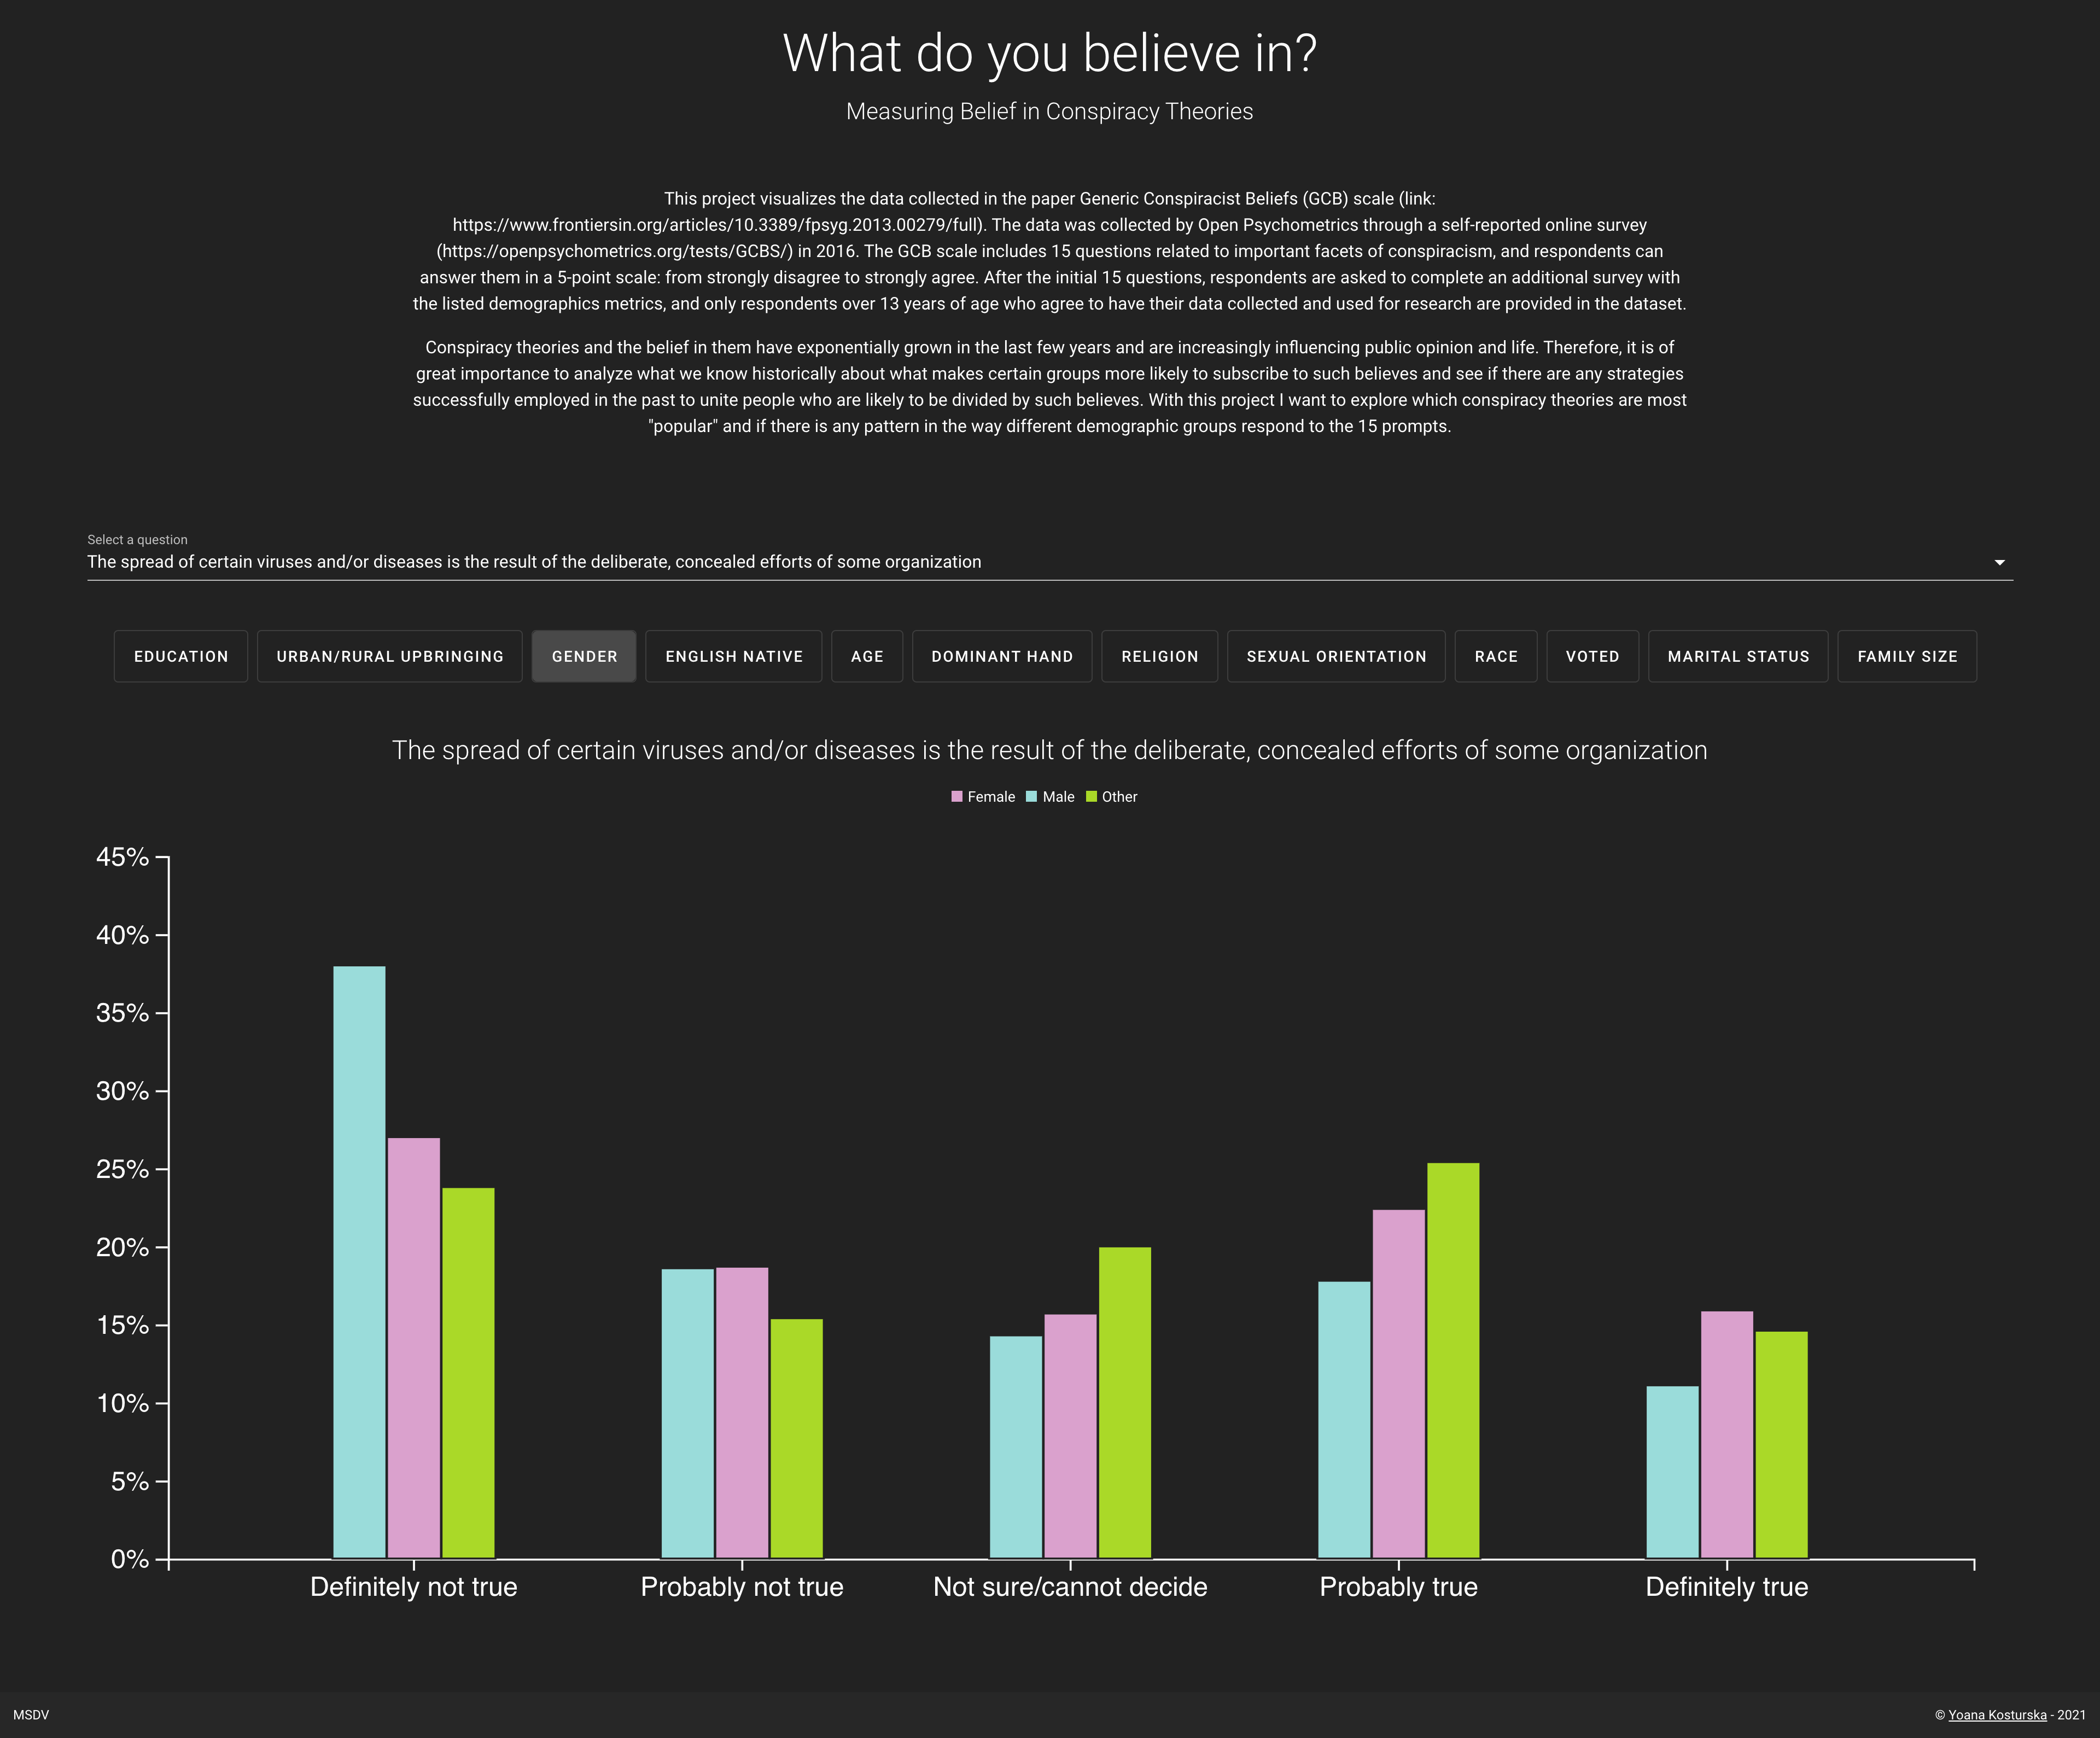 What do you believe in?
Measuring Belief in Conspiracy Theories
This project visualizes the data collected in the paper Generic Conspiracist Beliefs (GCB) scale (link:
https://www.frontiersin.org/articles/10.3389/fpsyg.2013.00279/full). The data was collected by Open Psychometrics through a self-reported online survey
(https://openpsychometrics.org/tests/GCBS/) in 2016. The GCB scale includes 15 questions related to important facets of conspiracism, and respondents can
answer them in a 5-point scale: from strongly disagree to strongly agree. After the initial 15 questions, respondents are asked to complete an additional survey with
the listed demographics metrics, and only respondents over 13 years of age who agree to have their data collected and used for research are provided in the dataset.
Conspiracy theories and the belief in them have exponentially grown in the last few years and are increasingly influencing public opinion and life. Therefore, it is of
great importance to analyze what we know historically about what makes certain groups more likely to subscribe to such believes and see if there are any strategies
successfully employed in the past to unite people who are likely to be divided by such believes. With this project I want to explore which conspiracy theories are most
"popular" and if there is any pattern in the way different demographic groups respond to the 15 prompts.
Select a question
The spread of certain viruses and/or diseases is the result of the deliberate, concealed efforts of some organization
EDUCATION URBAN/RURAL UPBRINGING GENDER ENGLISH NATIVE AGE DOMINANT HAND RELIGION SEXUAL ORIENTATION RACE VOTED MARITAL STATUS FAMILY SIZE
The spread of certain viruses and/or diseases is the result of the deliberate, concealed efforts of some organization
Female Male Other
45%
40%
35%
30%
25%
20%
15%
10%
5%
0%
Definitely not true Probably not true Not sure/cannot decide Probably true Definitely true
MSDV © Yoana Kosturska - 2021